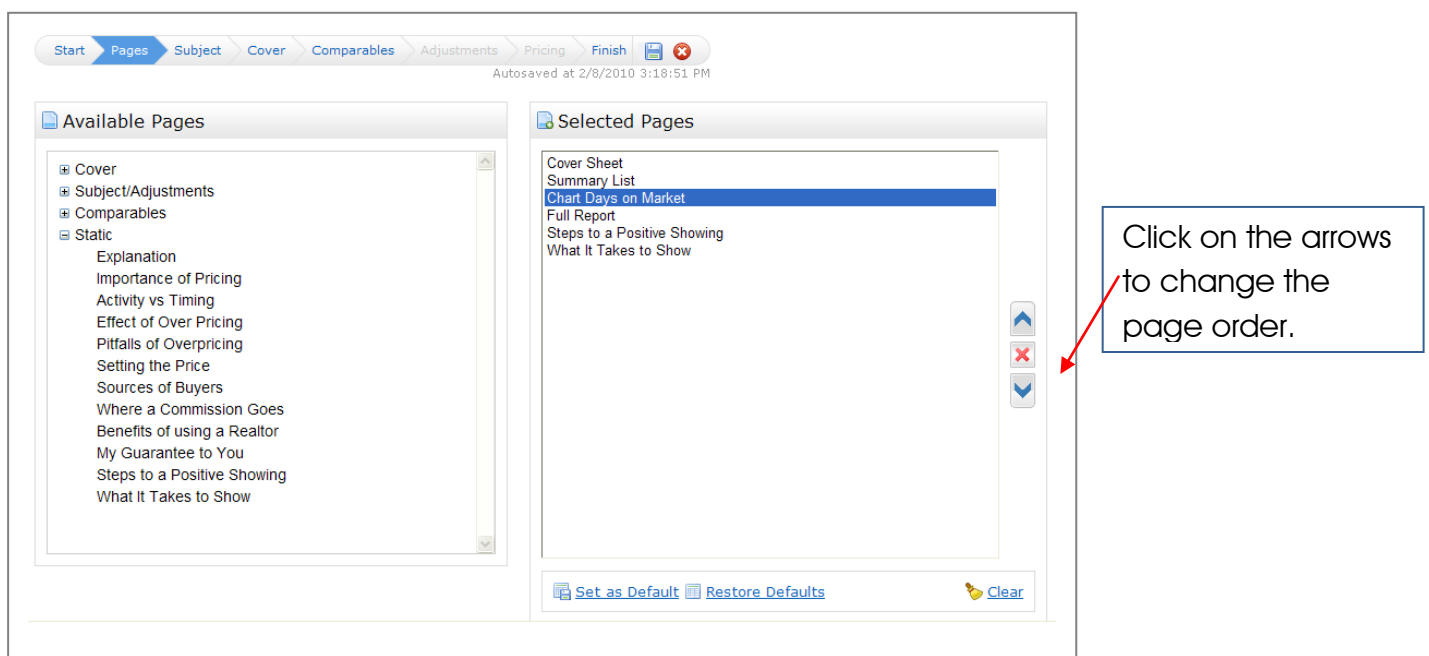 Start Pages Subject Cover Comparables Adjustments Pricing Finish
Autosaved at 2/8/2010 3:18:51 PM
Available Pages
Cover
Subject/Adjustments
Comparables
Static
Explanation
Importance of Pricing
Activity vs Timing
Effect of Over Pricing
Pitfalls of Overpricing
Setting the Price
Sources of Buyers
Where a Commission Goes
Benefits of using a Realtor
My Guarantee to You
Steps to a Positive Showing
What It Takes to Show
Selected Pages
Cover Sheet
Summary List
Chart Days on Market
Full Report
Steps to a Positive Showing
What It Takes to Show
Set as Default Restore Defaults Clear
Click on the arrows
to change the
page order.